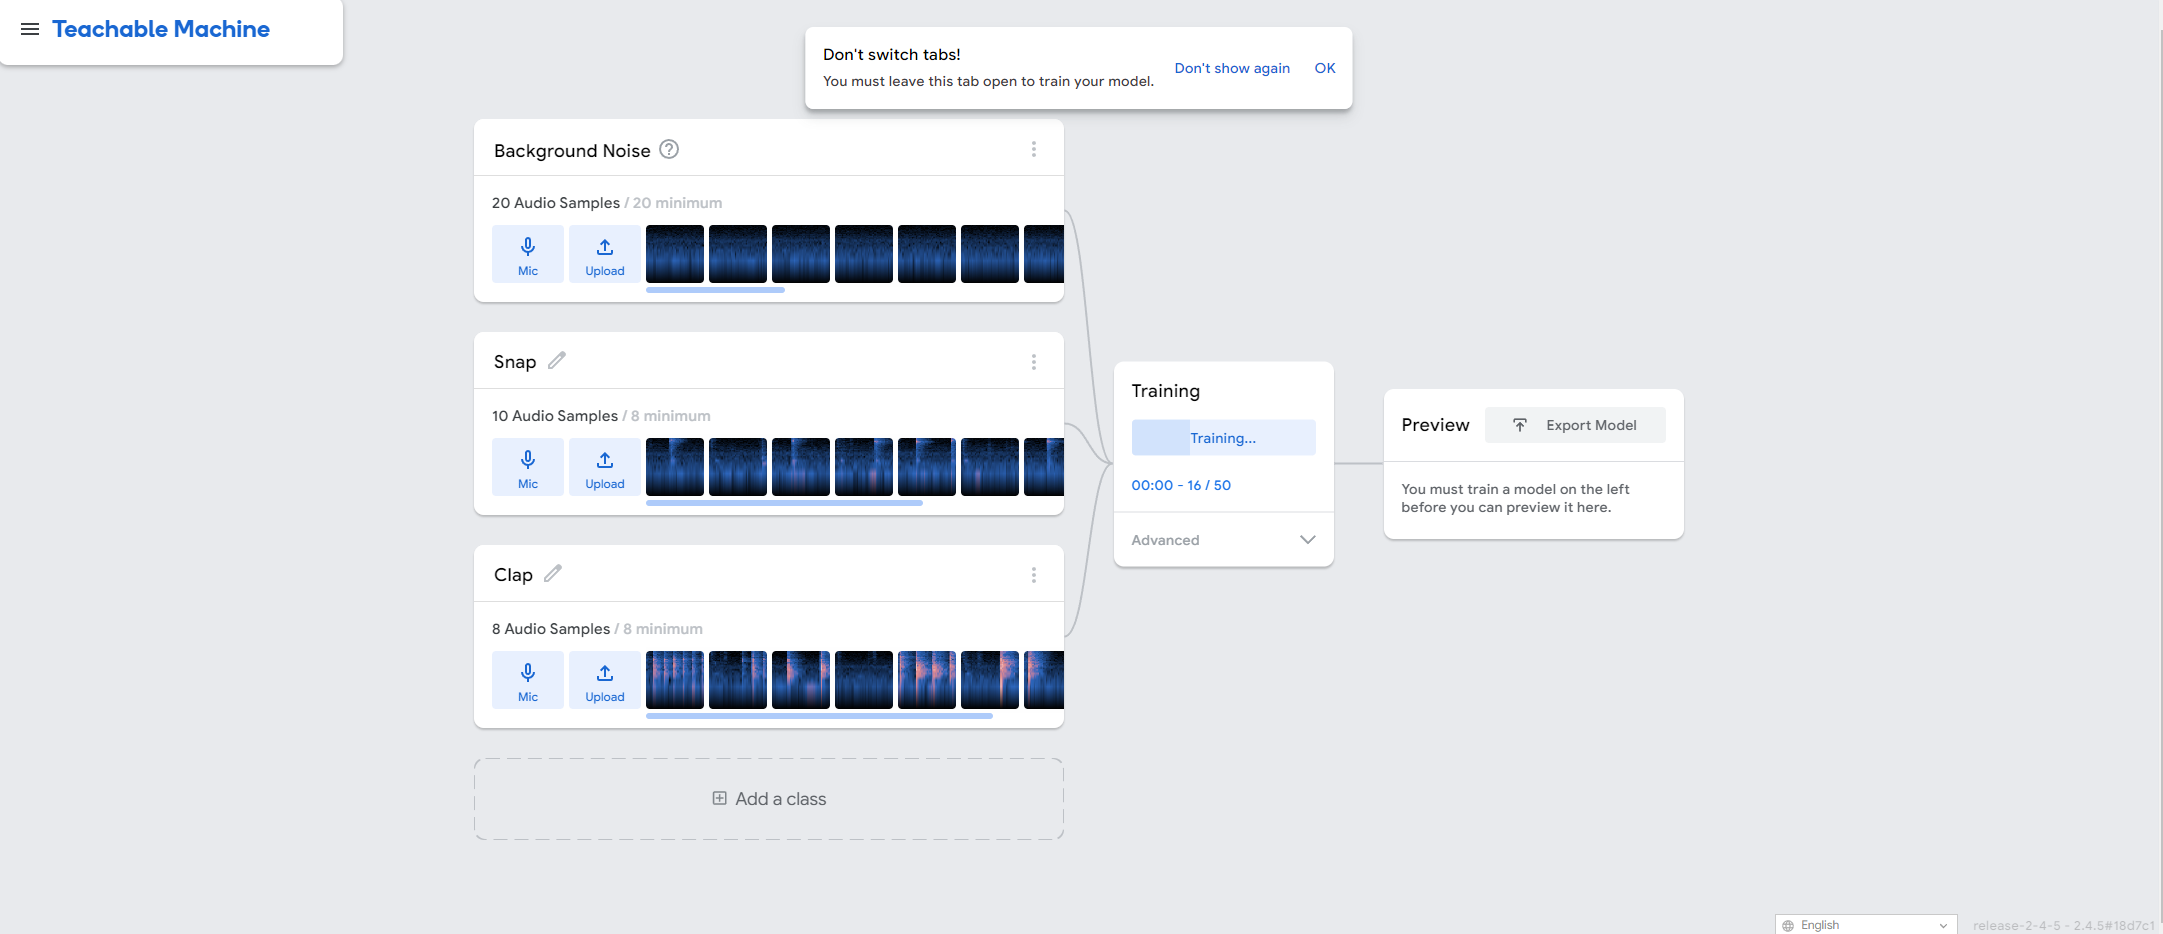 Teachable Machine
Don't switch tabs!
You must leave this tab open to train your model.
Don't show again
OK
Background Noise
20 Audio Samples / 20 minimum
Mic
Upload
Snap
10 Audio Samples / 8 minimum
Mic
Upload
Clap
8 Audio Samples / 8 minimum
Mic
Upload
Add a class
Training
Training...
00:00 - 16 / 50
Advanced
Preview
Export Model
You must train a model on the left
before you can preview it here.
English
release-2-4-5 - 2.4.5#18d7c1